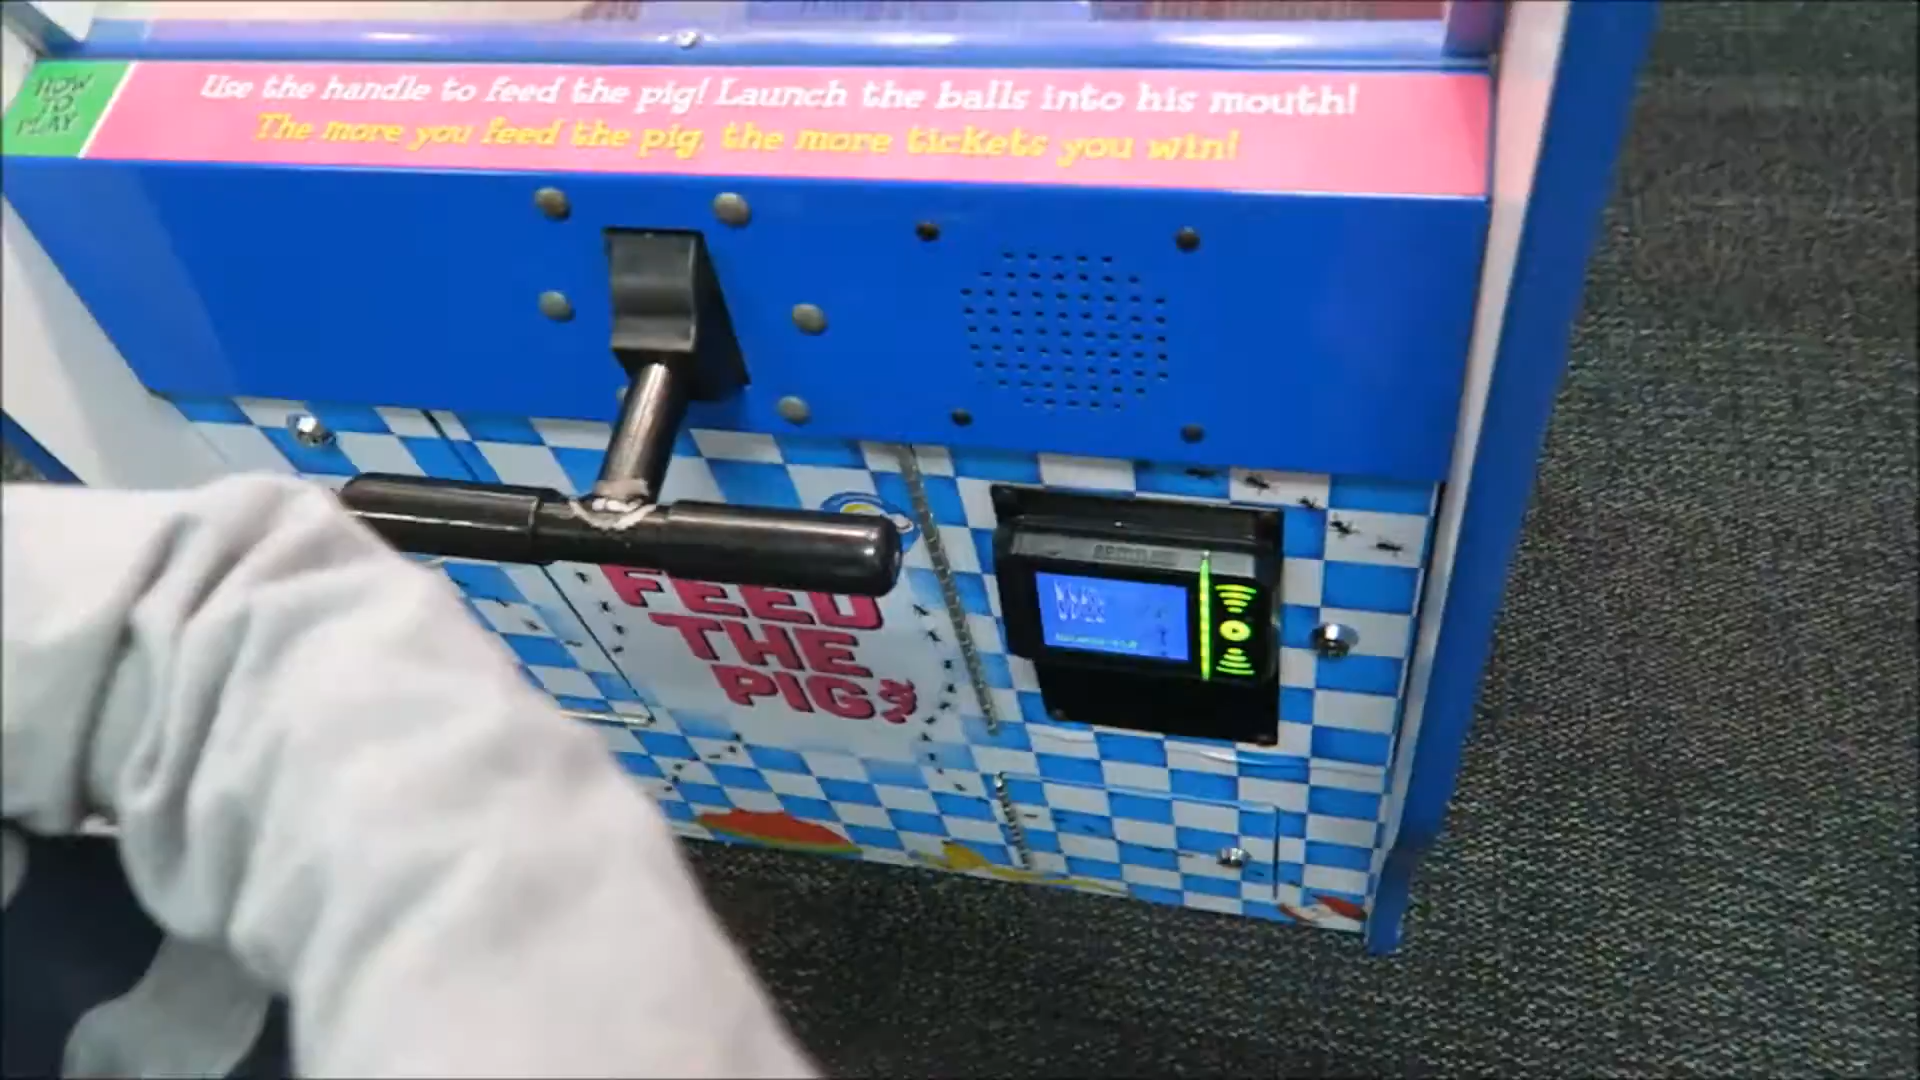 HOW
TO
PLAY
Use the handle to feed the pig! Launch the balls into his mouth!
The more you feed the pig, the more tickets you win!
FEED
THE
PIG